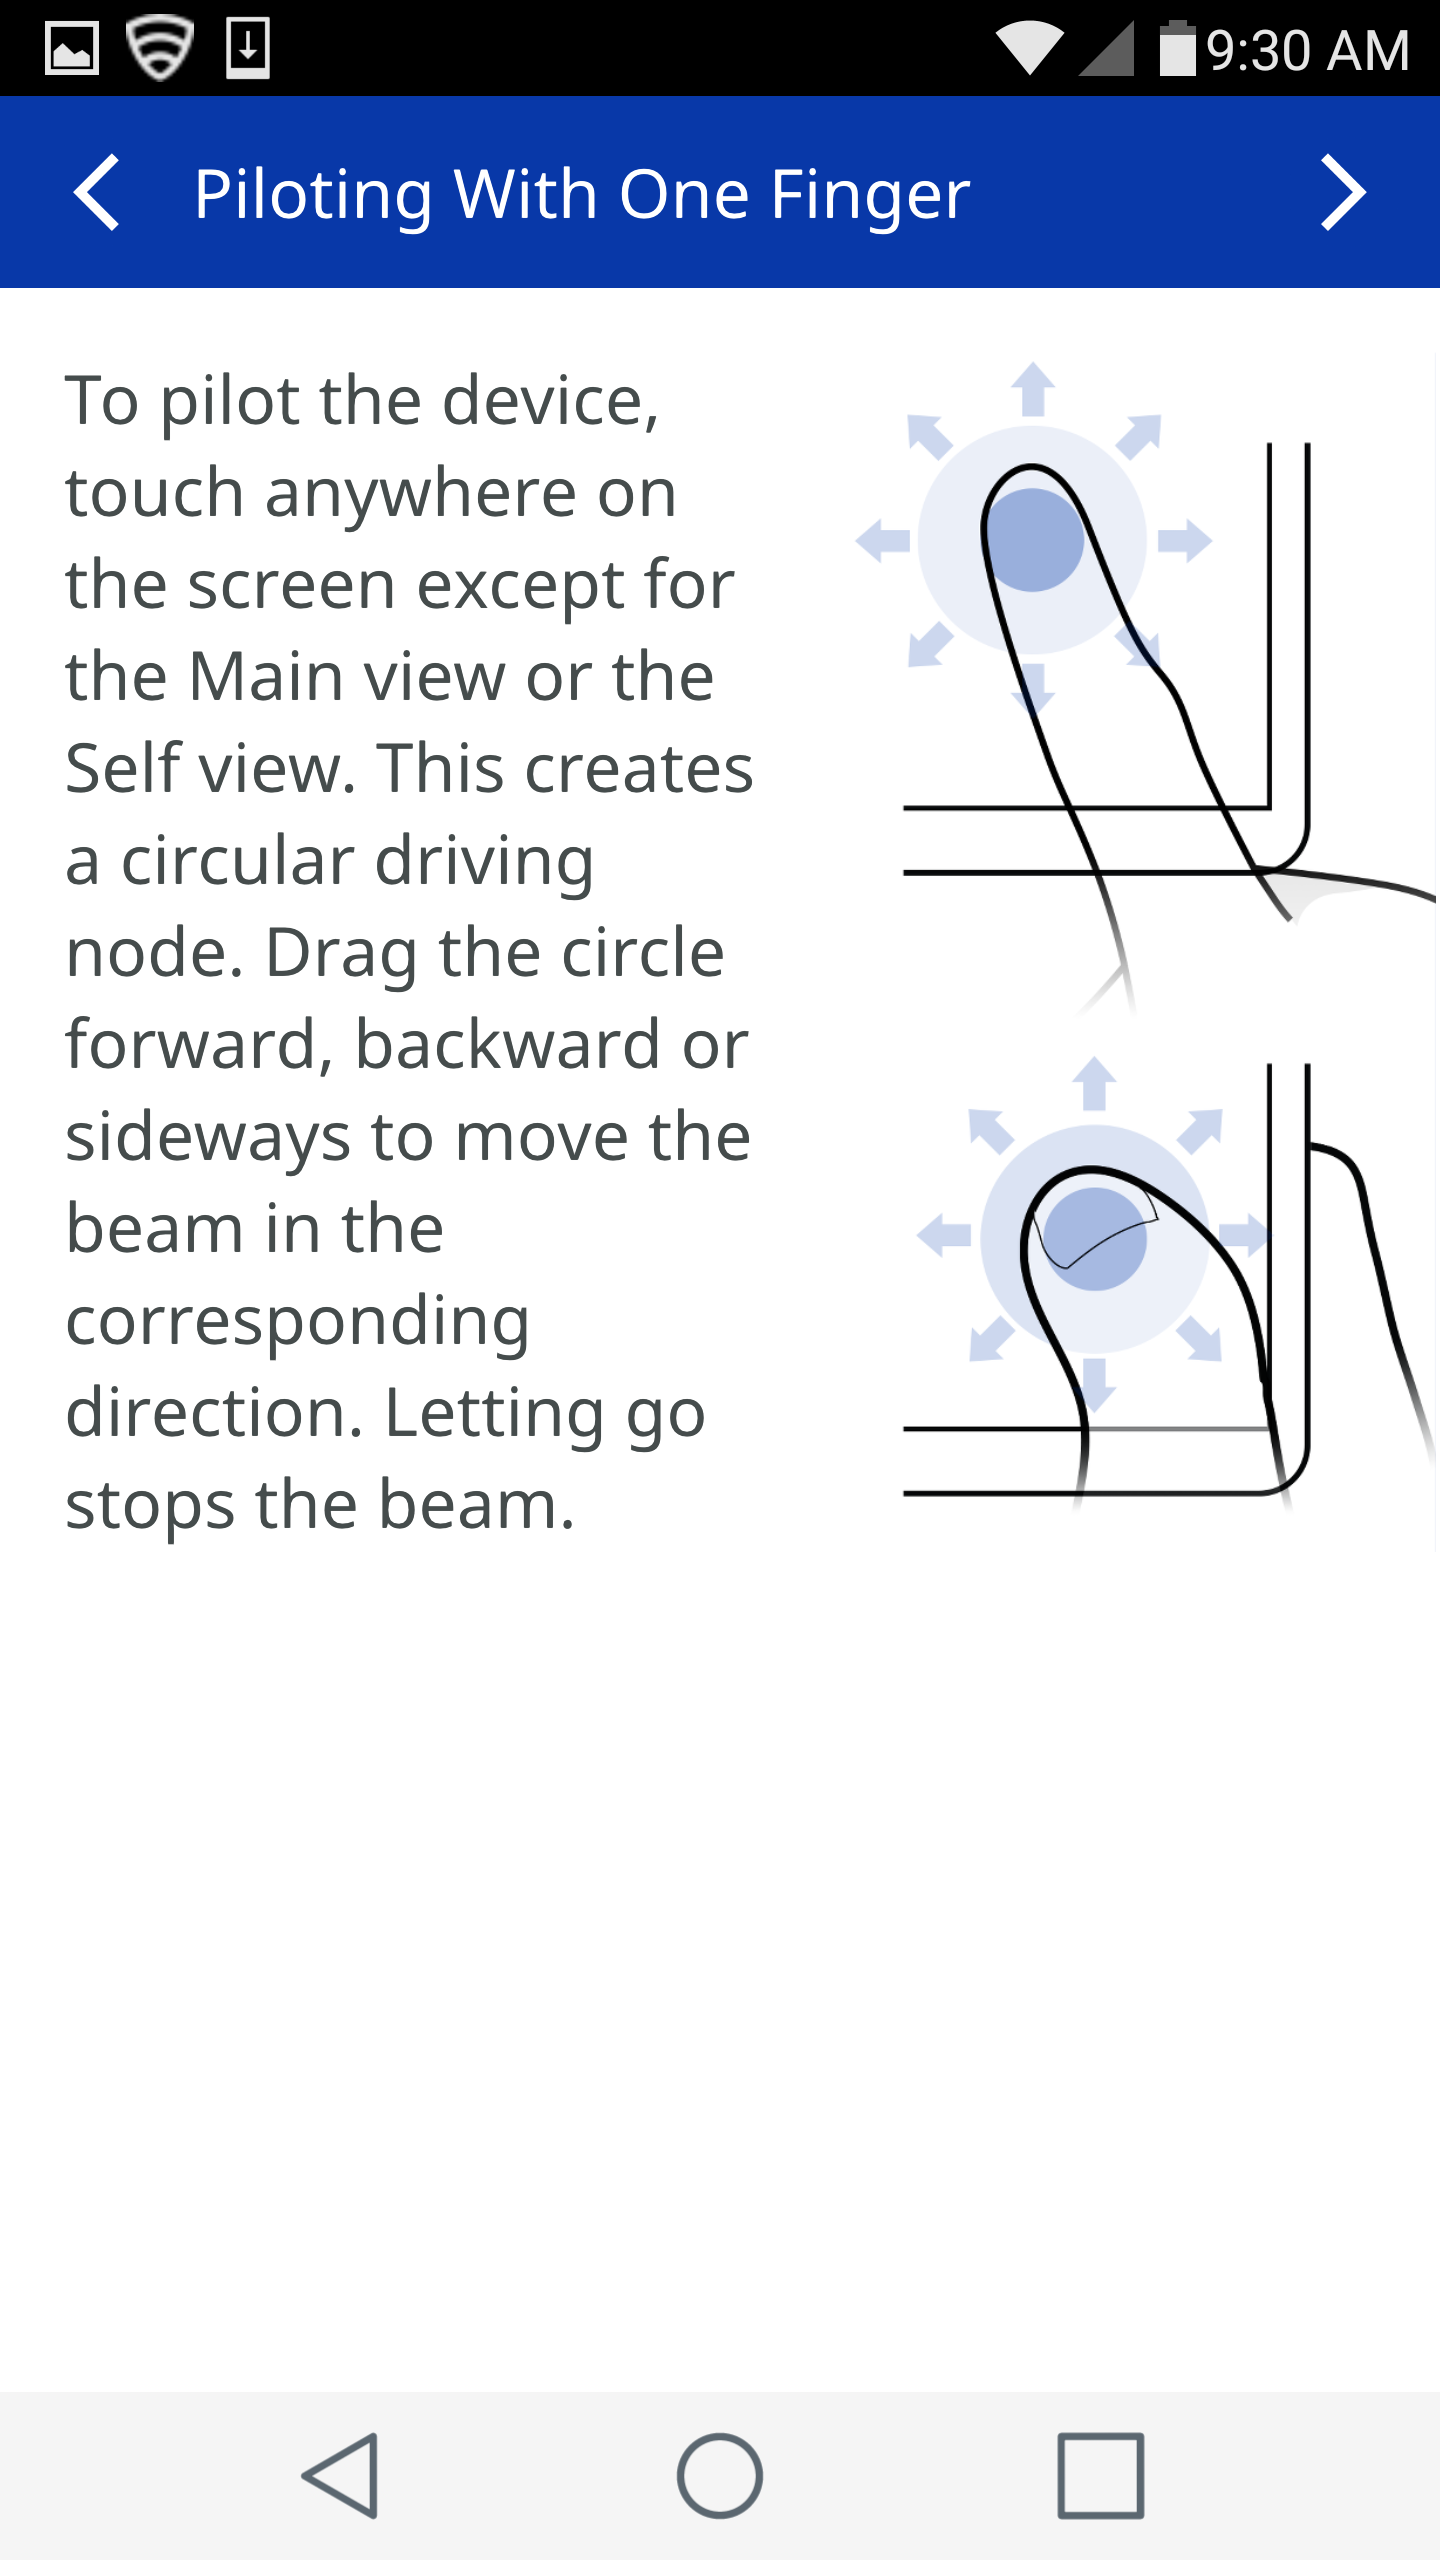 9:30 AM
Piloting With One Finger
To pilot the device,
touch anywhere on
the screen except for
the Main view or the
Self view. This creates
a circular driving
node. Drag the circle
forward, backward or
sideways to move the
beam in the
corresponding
direction. Letting go
stops the beam.